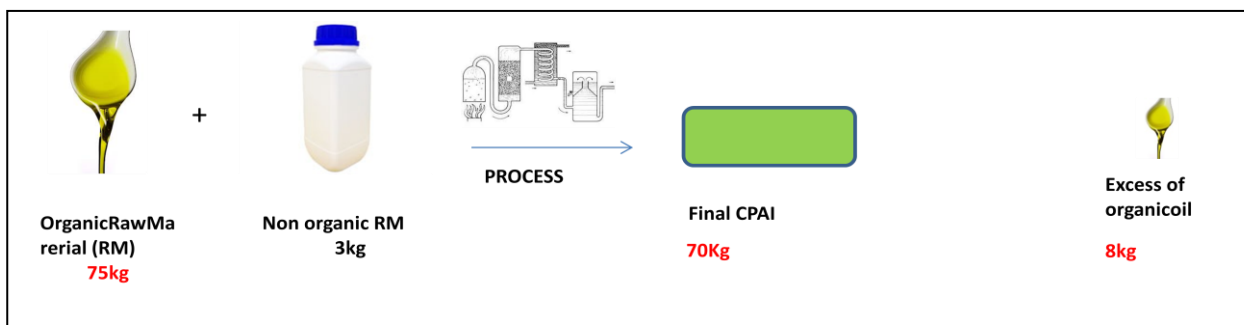 +
PROCESS
OrganicRawMa
rerial (RM)
75kg
Non organic RM
3kg
Final CPAI
70Kg
Excess of
organicoil
8kg